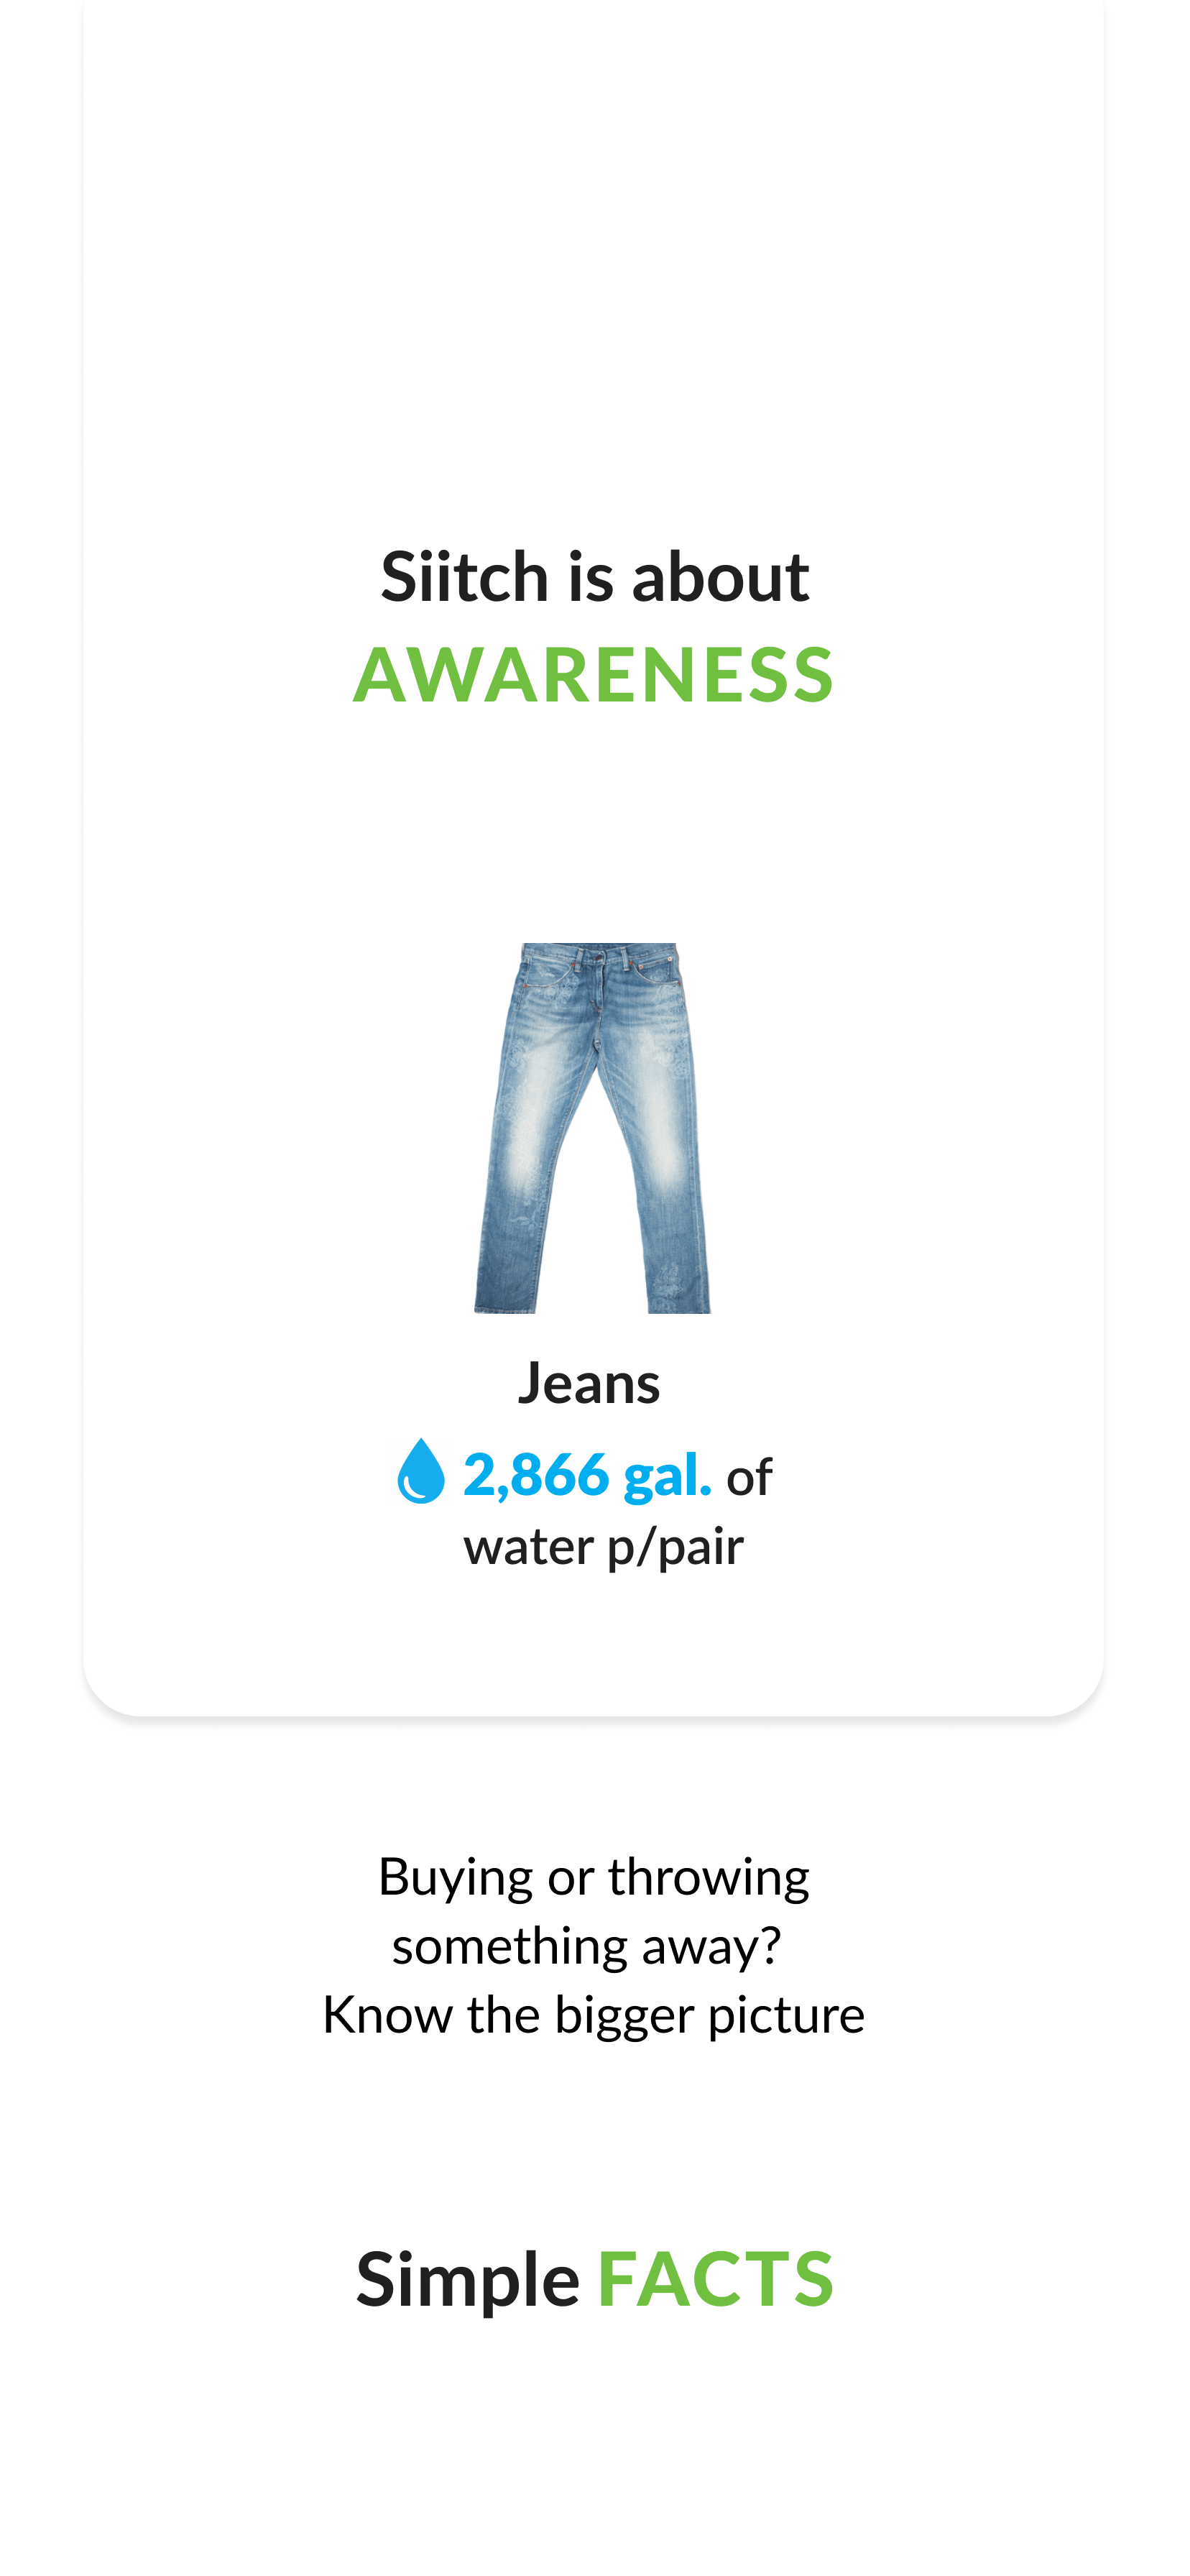 Siitch is about
AWARENESS
Jeans
2,866 gal. of
water p/pair
Buying or throwing
something away?
Know the bigger picture
Simple FACTS